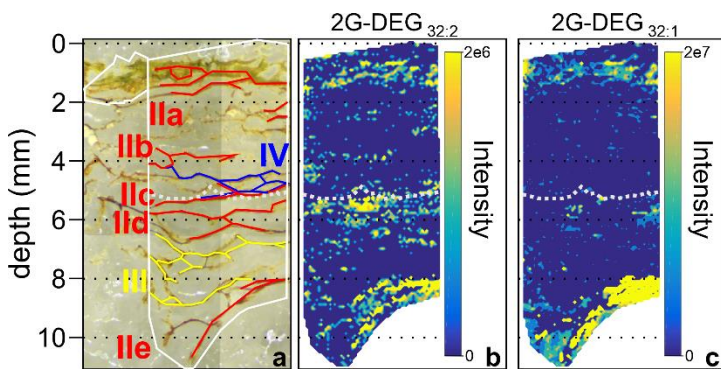 2G-DEG 32:2
2G-DEG 32:1
depth (mm)
0
2
4
6
8
10
IIa
IIb
IV
IIc
IId
III
IIe
a
2e6
Intensity
0
b
2e7
Intensity
0
c